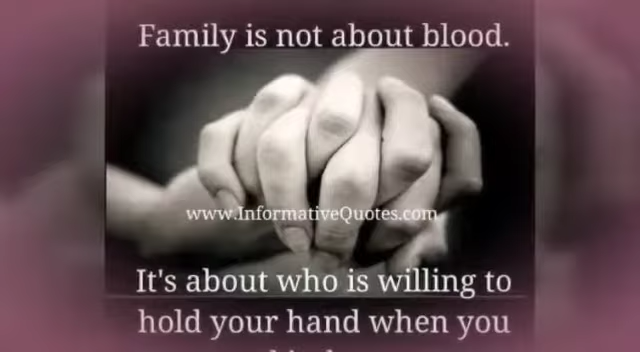 Family is not about blood.
www.InformativeQuotes.com
It's about who is willing to
hold your hand when you